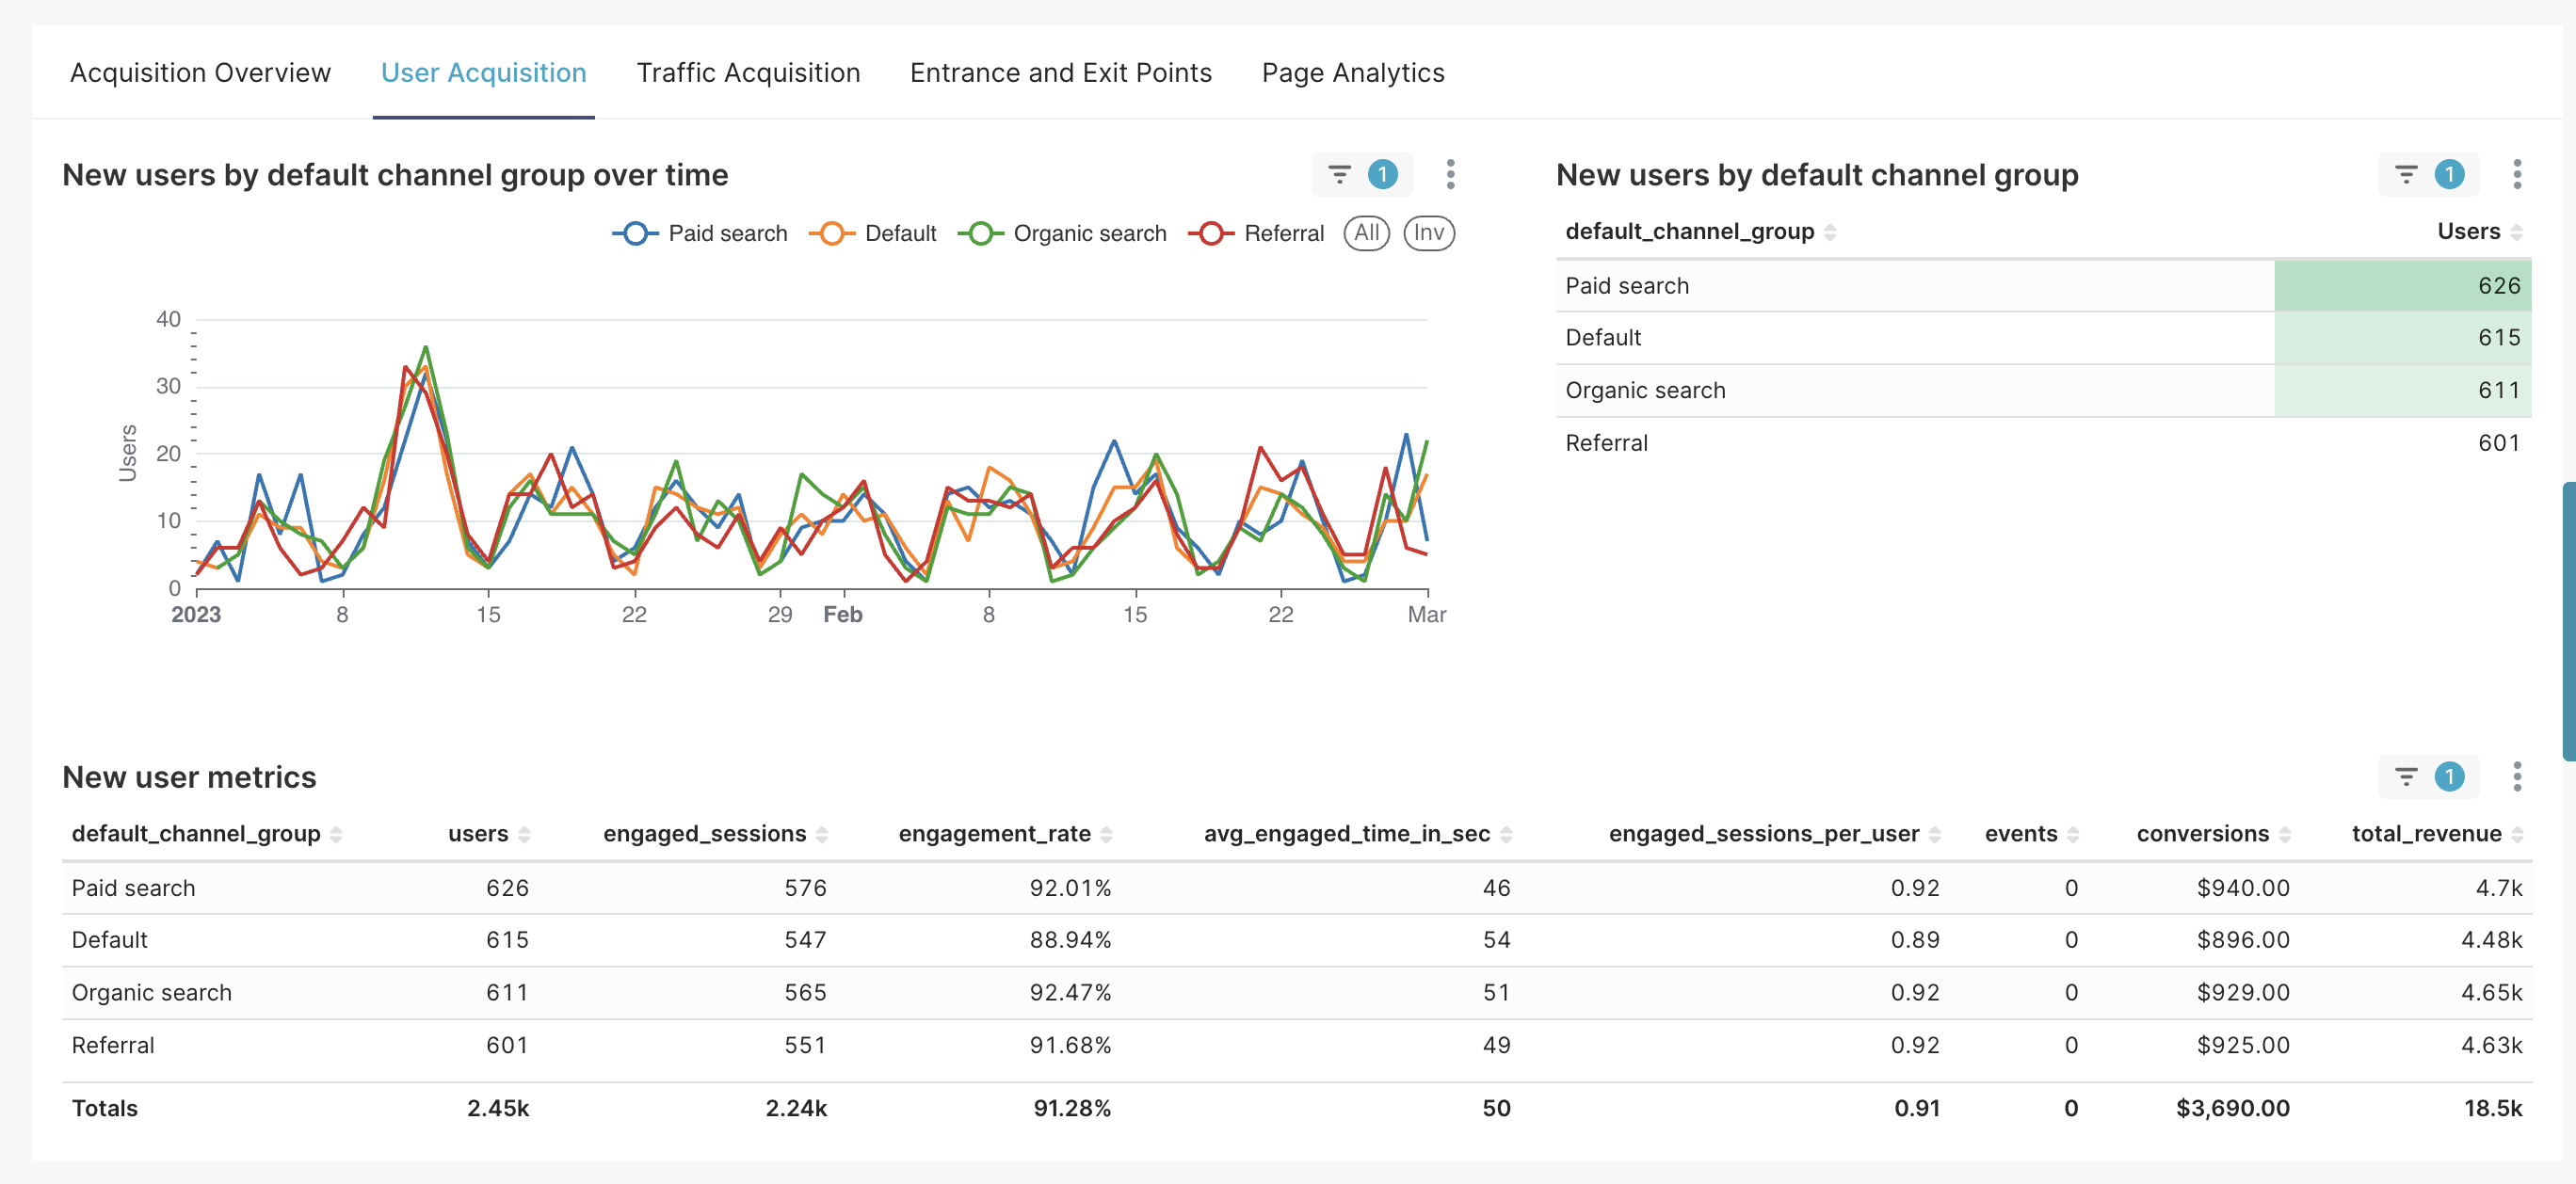 Acquisition Overview User Acquisition Traffic Acquisition Entrance and Exit Points Page Analytics
New users by default channel group over time 1
Paid search Default Organic search Referral All Inv
Users
40
30
20
10
0
2023 8 15 22 29 Feb 8 15 22 Mar
New users by default channel group 1
default_channel_group Users
Paid search 626
Default 615
Organic search 611
Referral 601
New user metrics 1
default_channel_group users engaged_sessions engagement_rate avg_engaged_time_in_sec engaged_sessions_per_user events conversions total_revenue
Paid search 626 576 92.01% 46 0.92 0 $940.00 4.7k
Default 615 547 88.94% 54 0.89 0 $896.00 4.48k
Organic search 611 565 92.47% 51 0.92 0 $929.00 4.65k
Referral 601 551 91.68% 49 0.92 0 $925.00 4.63k
Totals 2.45k 2.24k 91.28% 50 0.91 0 $3,690.00 18.5k